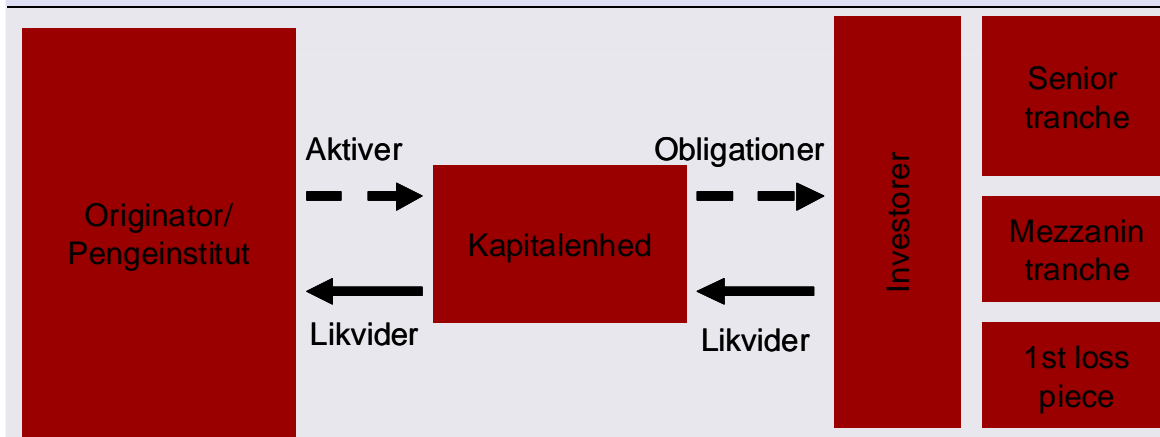 Originator/
Pengeinstitut
Aktiver
Likvider
Kapitalenhed
Obligationer
Likvider
Investorer
Senior
tranche
Mezzanin
tranche
1st loss
piece